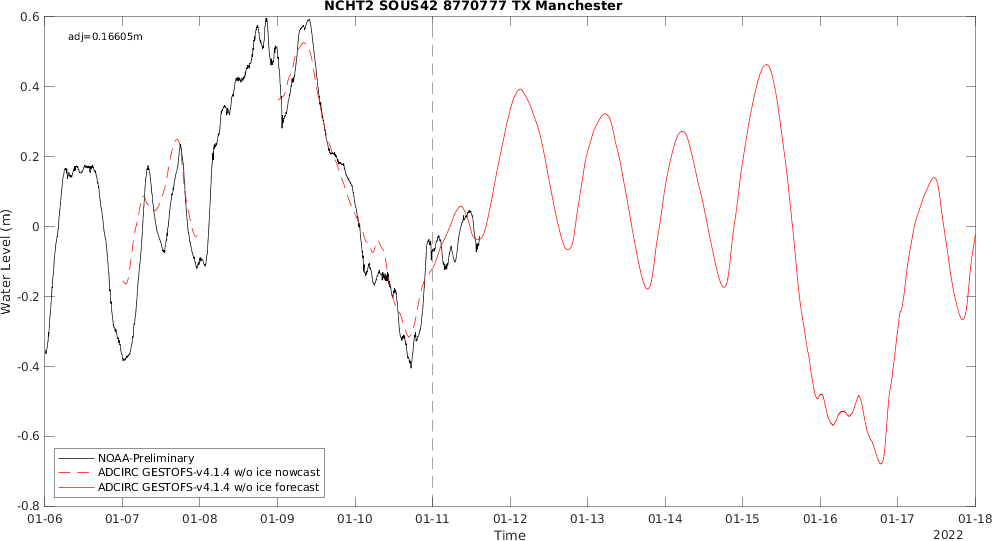 NCHT2 SOUS42 8770777 TX Manchester
adj=0.16605m
Water Level (m)
0.6
0.4
0.2
0
-0.2
-0.4
-0.6
-0.8
NOAA-Preliminary
ADCIRC GESTOFS-v4.1.4 w/o ice nowcast
ADCIRC GESTOFS-v4.1.4 w/o ice forecast
01-06 01-07 01-08 01-09 01-10 01-11 01-12 01-13 01-14 01-15 01-16 01-17 01-18
Time
2022